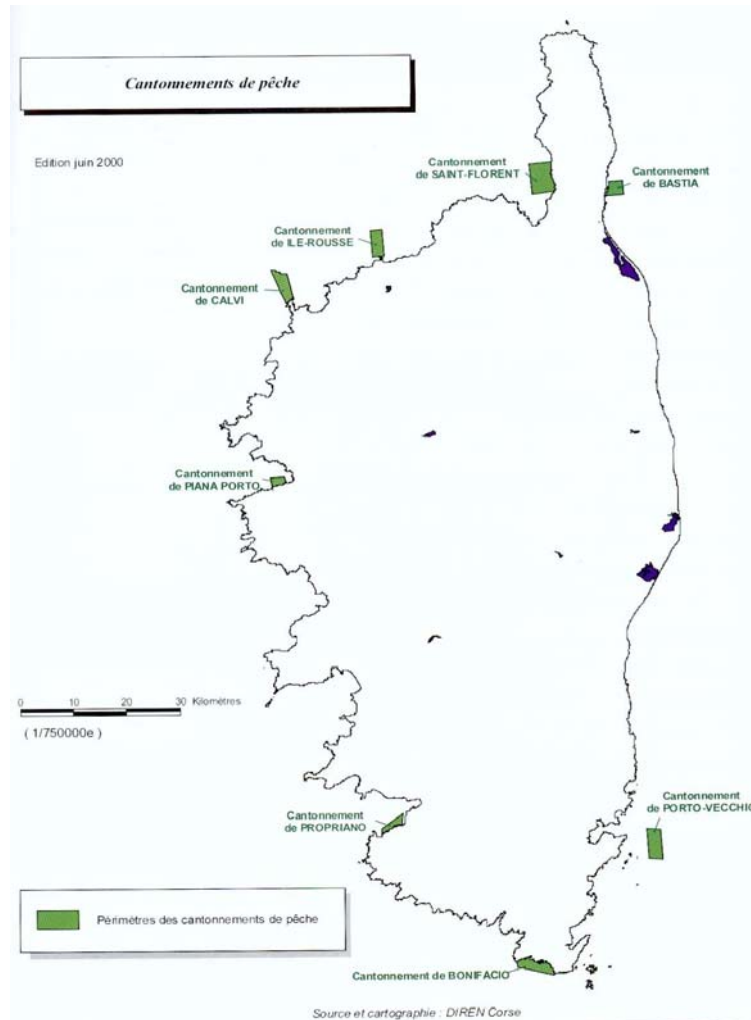 Cantonnements de pêche
Edition juin 2000
Cantonnement
de SAINT-FLORENT
Cantonnement
de BASTIA
Cantonnement
de ILE-ROUSSE
Cantonnement
de CALVI
Cantonnement
de PIANA PORTO
0 10 20 30 Kilomètres
( 1/750000e )
Cantonnement
de PORTO-VECCHIO
Cantonnement
de PROPRIANO
Périmètres des cantonnements de pêche
Cantonnement de BONIFACIO
Source et cartographie : DIREN Corse